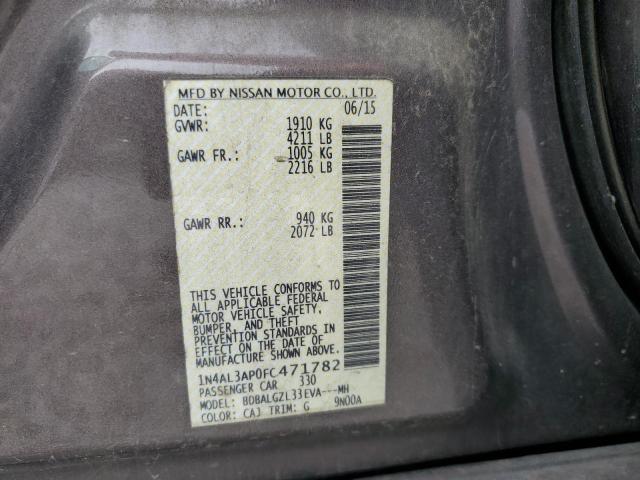 MFD BY NISSAN MOTOR CO., LTD.
DATE: 06/15
GVWR: 1910 KG
4211 LB
GAWR FR.: 1005 KG
2216 LB
GAWR RR.: 940 KG
2072 LB
THIS VEHICLE CONFORMS TO
ALL APPLICABLE FEDERAL
MOTOR VEHICLE SAFETY,
BUMPER, AND THEFT
PREVENTION STANDARDS IN
EFFECT ON THE DATE OF
MANUFACTURE SHOWN ABOVE.
1N4AL3AP0FC471782
PASSENGER CAR 330
MODEL: BDBALGZL33EVA---MH
COLOR: CAJ TRIM: G 9N00A